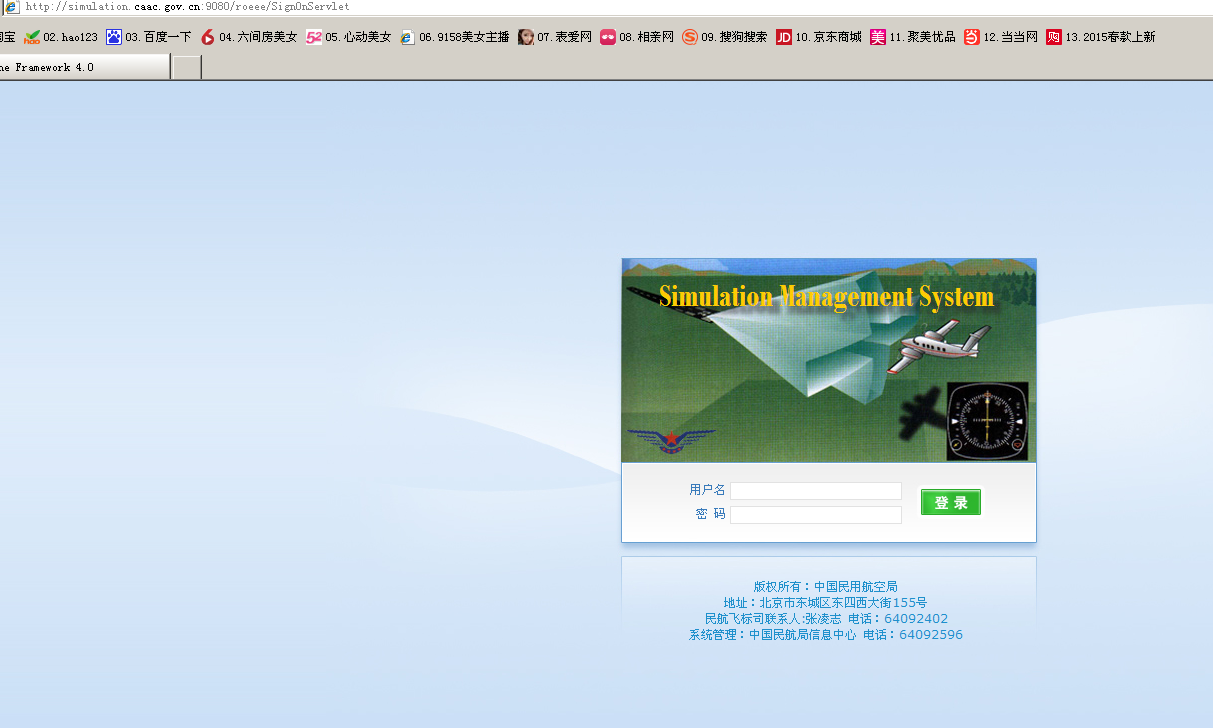 http://simulation.caac.gov.cn:9080/roeee/SignOnServlet
宝 02.hao123 03.百度一下 04.六间房美女 05.心动美女 06.9158美女主播 07.表爱网 08.相亲网 09.搜狗搜索 10.京东商城 11.聚美优品 12.当当网 13.2015春款上新
ne Framework 4.0
Simulation Management System
用户名
登 录
密 码
版权所有：中国民用航空局
地址：北京市东城区东四西大街155号
民航飞标司联系人:张凌志 电话：64092402
系统管理：中国民航局信息中心 电话：64092596